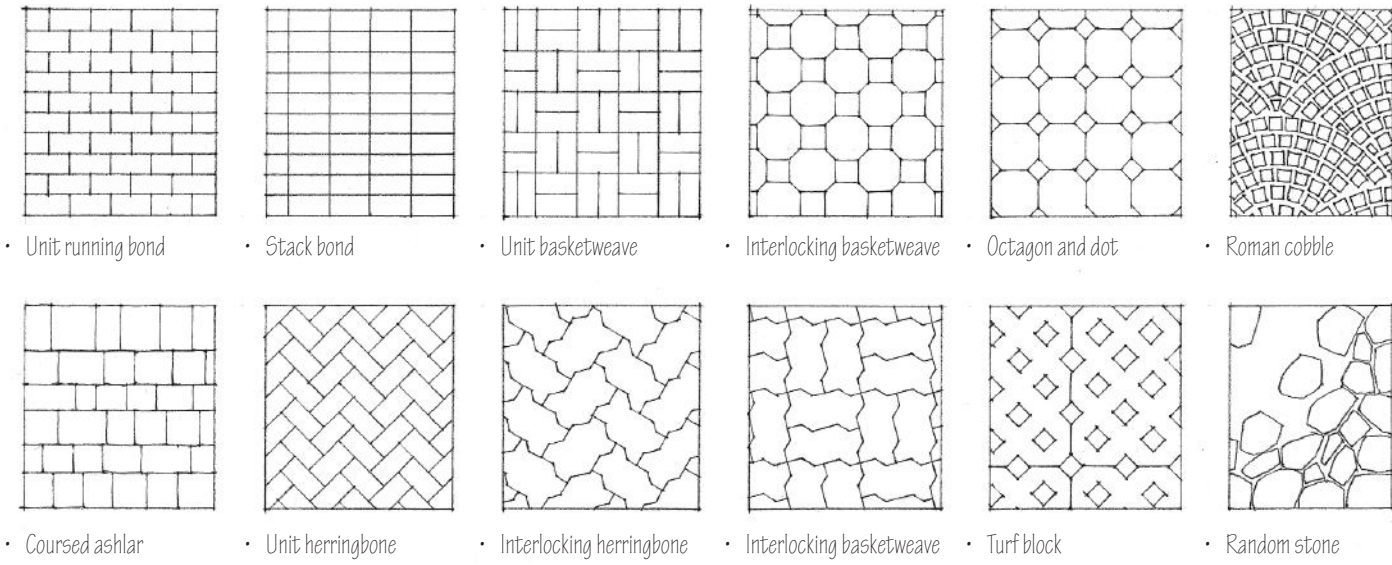 • Unit running bond • Stack bond • Unit basketweave • Interlocking basketweave • Octagon and dot • Roman cobble
• Coursed ashlar • Unit herringbone • Interlocking herringbone • Interlocking basketweave • Turf block • Random stone